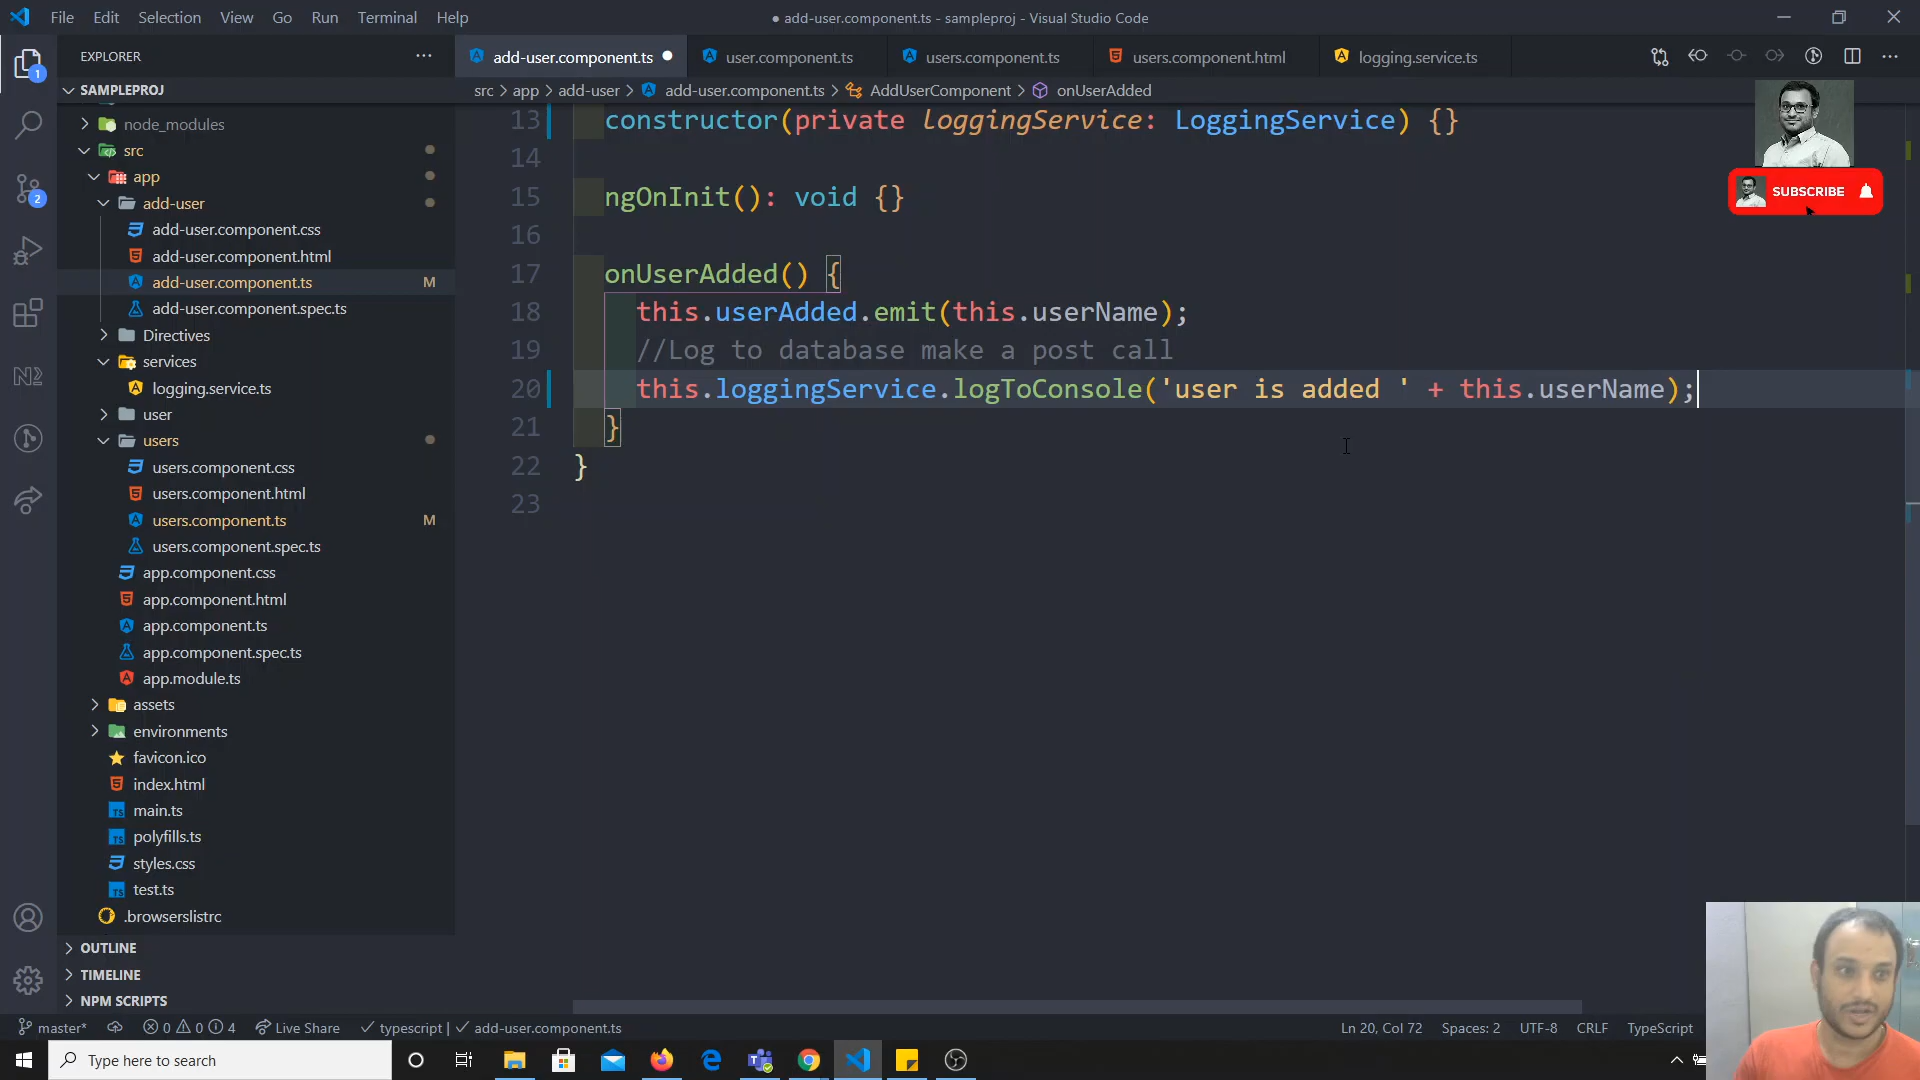 File Edit Selection View Go Run Terminal Help
● add-user.component.ts - sampleproj - Visual Studio Code
EXPLORER
add-user.component.ts
user.component.ts
users.component.ts
users.component.html
logging.service.ts
SAMPLEPROJ
src > app > add-user > add-user.component.ts > AddUserComponent > onUserAdded
node_modules
src
app
add-user
add-user.component.css
add-user.component.html
add-user.component.ts M
add-user.component.spec.ts
Directives
services
logging.service.ts
user
users
users.component.css
users.component.html
users.component.ts M
users.component.spec.ts
app.component.css
app.component.html
app.component.ts
app.component.spec.ts
app.module.ts
assets
environments
favicon.ico
index.html
main.ts
polyfills.ts
styles.css
test.ts
.browserslistrc
OUTLINE
TIMELINE
NPM SCRIPTS
1
2
13 constructor(private loggingService: LoggingService) {}
14
15 ngOnInit(): void {}
16
17 onUserAdded() {
18 this.userAdded.emit(this.userName);
19 //Log to database make a post call
20 this.loggingService.logToConsole('user is added ' + this.userName);
21 }
22 }
23
SUBSCRIBE
master* 0 0 4 Live Share typescript | add-user.component.ts
Ln 20, Col 72 Spaces: 2 UTF-8 CRLF TypeScript
Type here to search